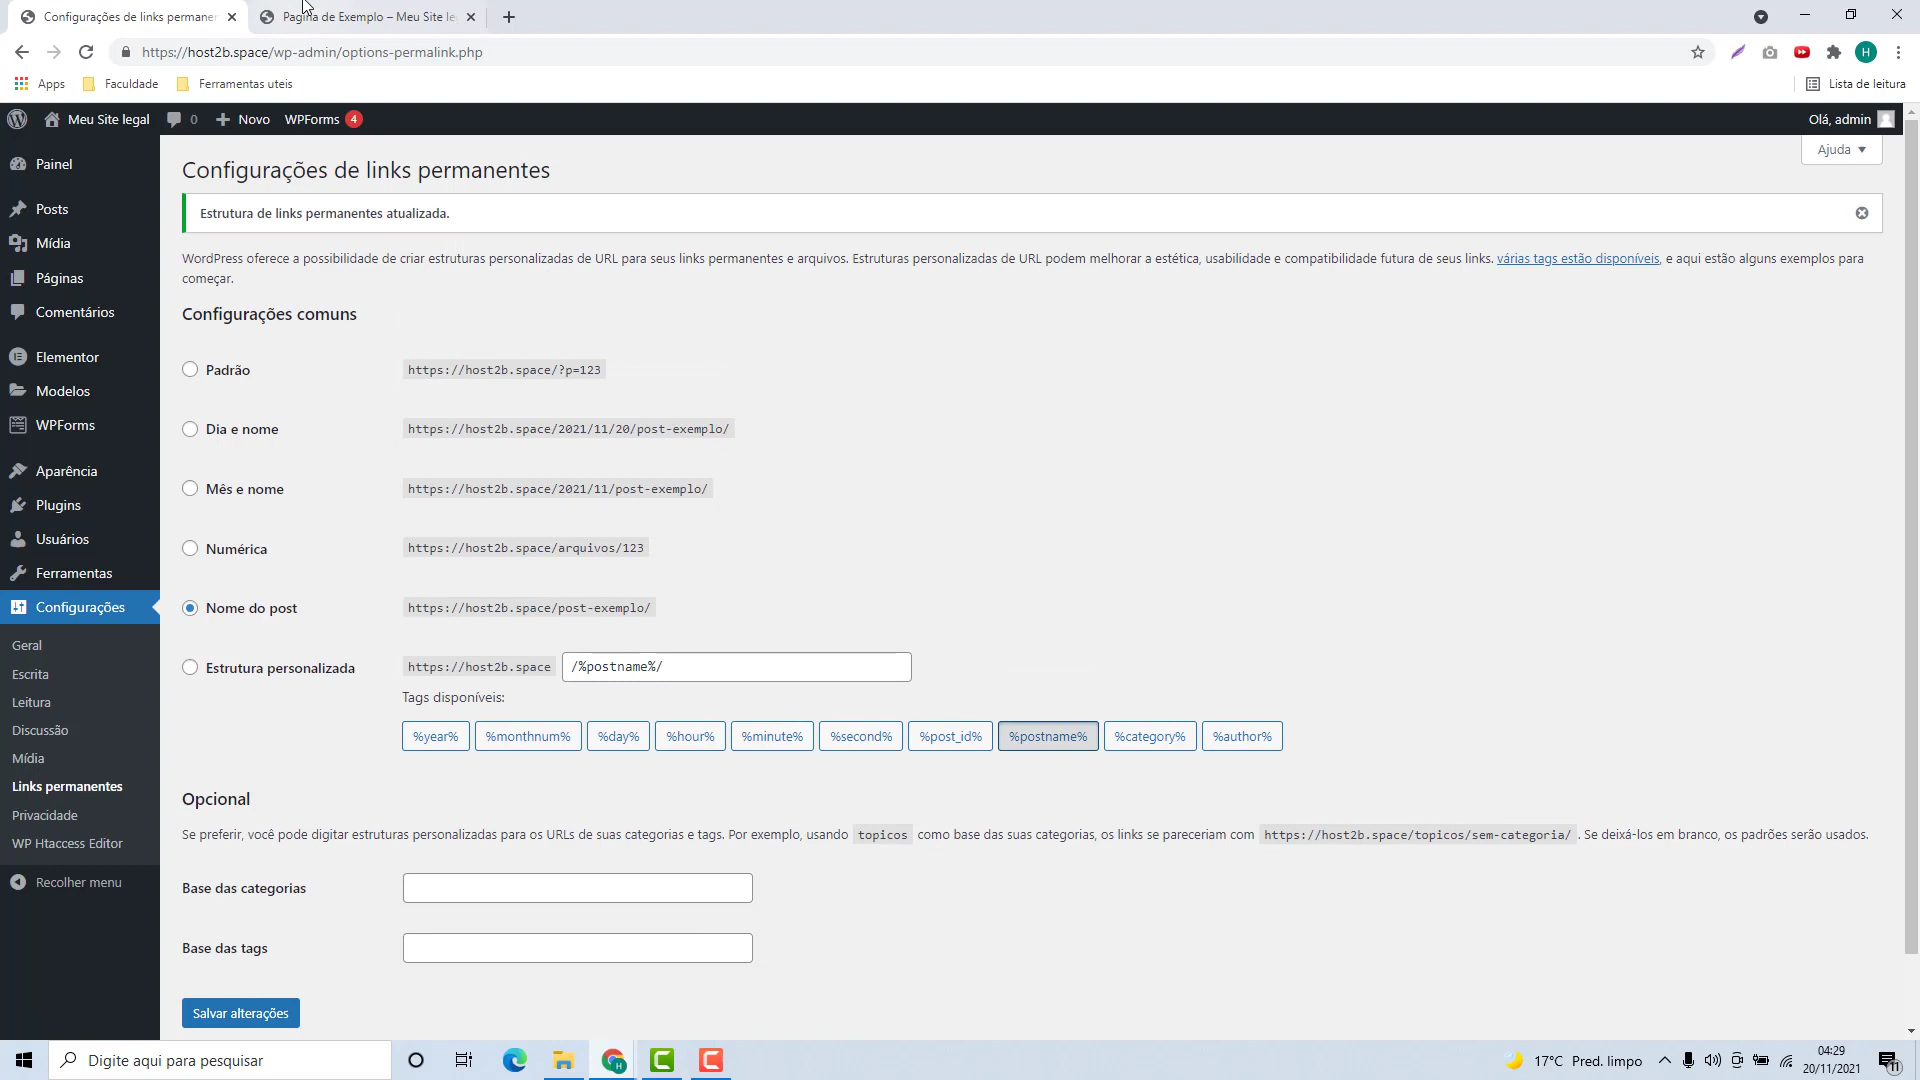 Configurações de links permanen
Pagina de Exemplo – Meu Site le
https://host2b.space/wp-admin/options-permalink.php
H
Apps
Faculdade
Ferramentas uteis
Lista de leitura
Meu Site legal
0
Novo
WPForms 4
Olá, admin
Painel
Posts
Mídia
Páginas
Comentários
Elementor
Modelos
WPForms
Aparência
Plugins
Usuários
Ferramentas
Configurações
Geral
Escrita
Leitura
Discussão
Mídia
Links permanentes
Privacidade
WP Htaccess Editor
Recolher menu
Ajuda
Configurações de links permanentes
Estrutura de links permanentes atualizada.
WordPress oferece a possibilidade de criar estruturas personalizadas de URL para seus links permanentes e arquivos. Estruturas personalizadas de URL podem melhorar a estética, usabilidade e compatibilidade futura de seus links. várias tags estão disponíveis, e aqui estão alguns exemplos para
começar.
Configurações comuns
Padrão https://host2b.space/?p=123
Dia e nome https://host2b.space/2021/11/20/post-exemplo/
Mês e nome https://host2b.space/2021/11/post-exemplo/
Numérica https://host2b.space/arquivos/123
Nome do post https://host2b.space/post-exemplo/
Estrutura personalizada https://host2b.space /%postname%/
Tags disponíveis:
%year% %monthnum% %day% %hour% %minute% %second% %post_id% %postname% %category% %author%
Opcional
Se preferir, você pode digitar estruturas personalizadas para os URLs de suas categorias e tags. Por exemplo, usando topicos como base das suas categorias, os links se pareceriam com https://host2b.space/topicos/sem-categoria/ . Se deixá-los em branco, os padrões serão usados.
Base das categorias
Base das tags
Salvar alterações
Digite aqui para pesquisar
17°C Pred. limpo
04:29
20/11/2021
11